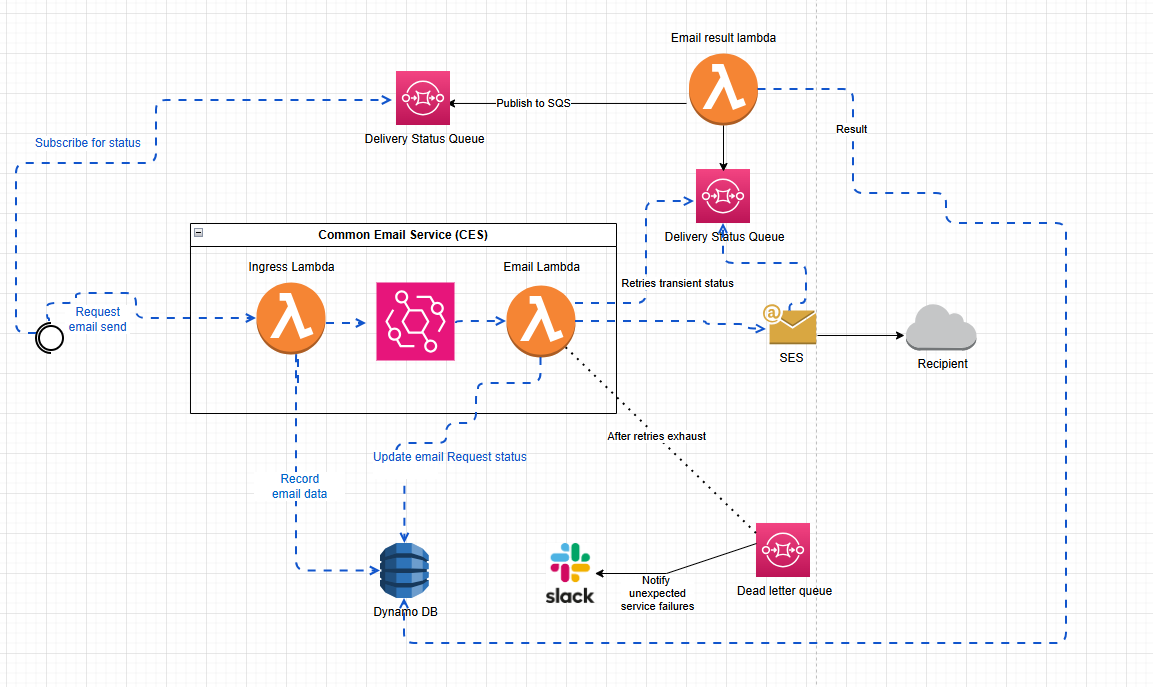 Email result lambda
Publish to SQS
Delivery Status Queue
Result
Subscribe for status
Delivery Status Queue
Common Email Service (CES)
Ingress Lambda
Email Lambda
Retries transient status
Request
email send
@
SES
Recipient
After retries exhaust
Update email Request status
Record
email data
slack
Notify
unexpected
service failures
Dead letter queue
Dynamo DB